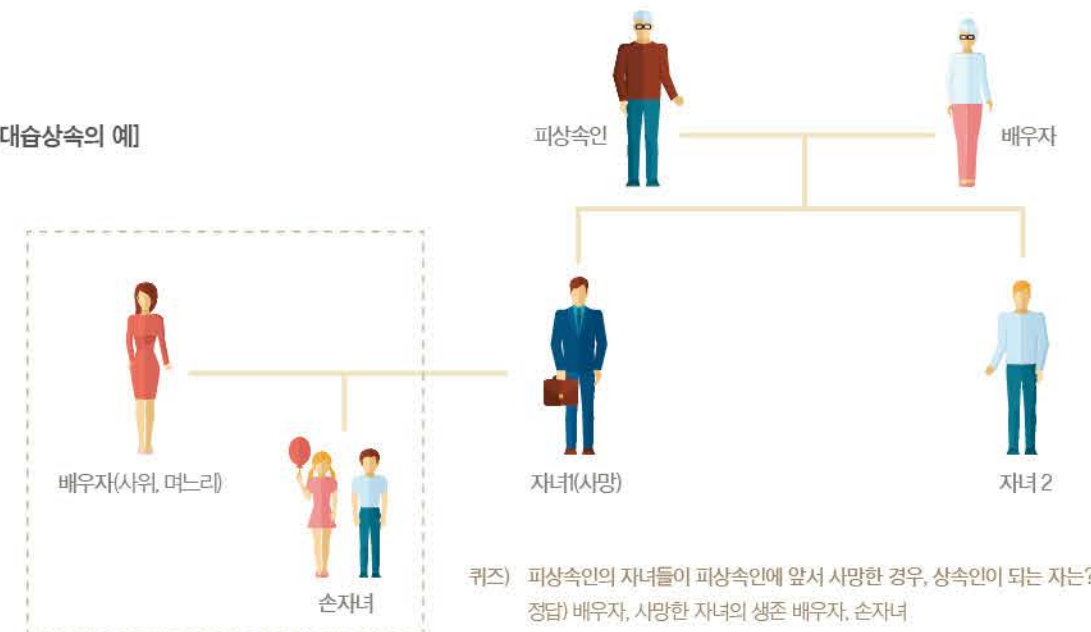 대습상속의 예]
피상속인
배우자
배우자(사위, 며느리)
손자녀
자녀1(사망)
자녀 2
퀴즈) 피상속인의 자녀들이 피상속인에 앞서 사망한 경우, 상속인이 되는 자는?
정답) 배우자, 사망한 자녀의 생존 배우자, 손자녀